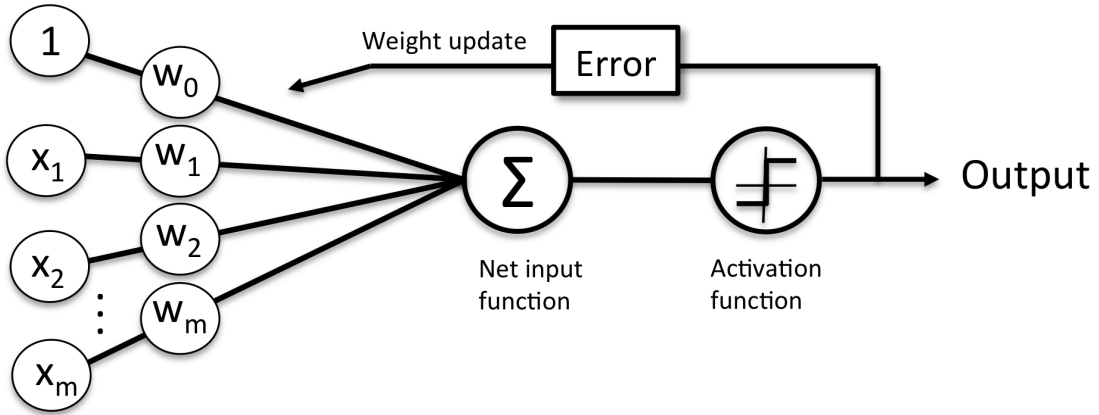 1
w0
Weight update
Error
x1
w1
Σ
Output
x2
w2
Net input
function
Activation
function
⋮
wm
xm